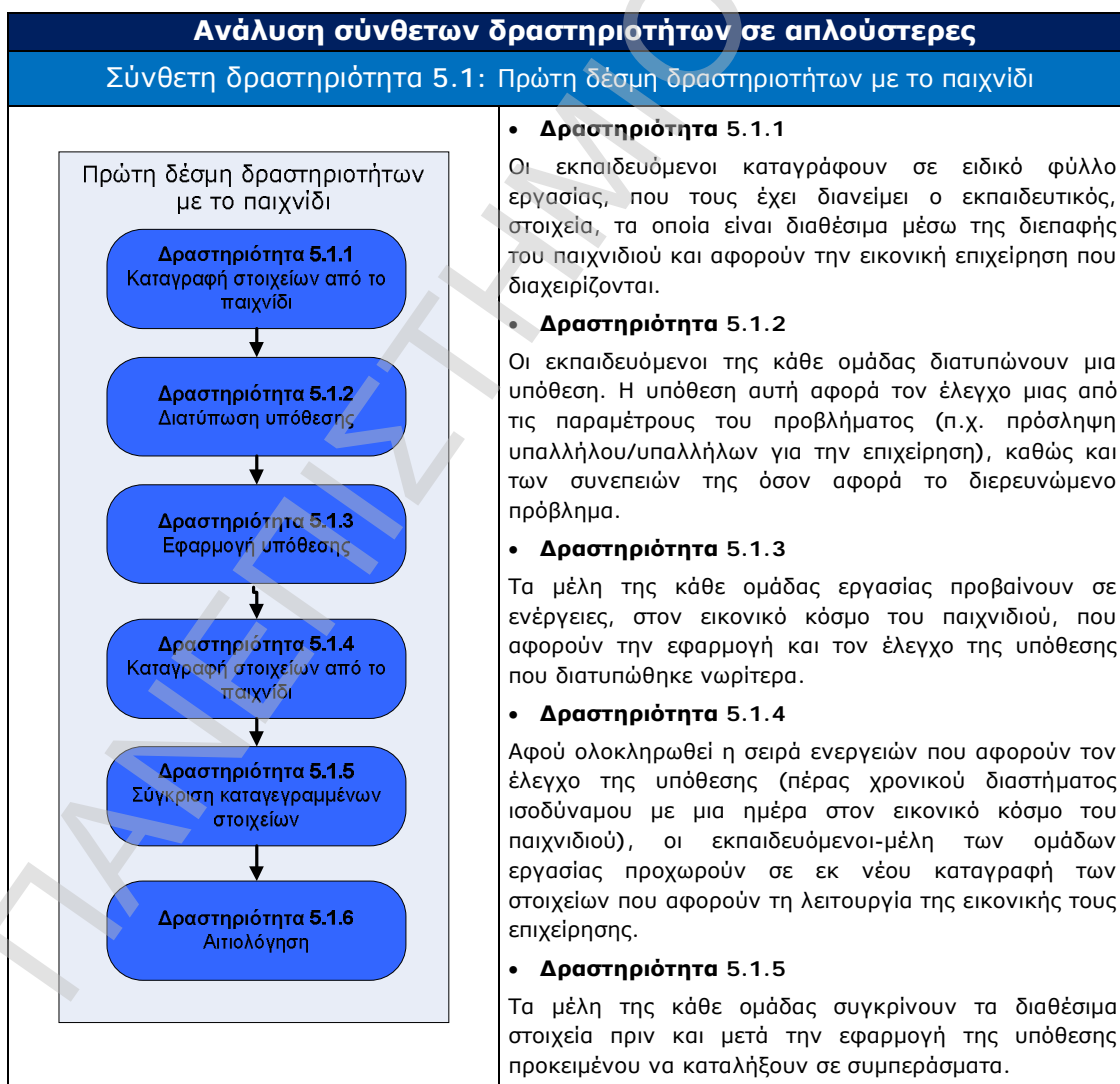 Ανάλυση σύνθετων δραστηριοτήτων σε απλούστερες
Σύνθετη δραστηριότητα 5.1: Πρώτη δέσμη δραστηριοτήτων με το παιχνίδι
Πρώτη δέσμη δραστηριοτήτων
με το παιχνίδι
Δραστηριότητα 5.1.1
Καταγραφή στοιχείων από το
παιχνίδι
Δραστηριότητα 5.1.2
Διατύπωση υπόθεσης
Δραστηριότητα 5.1.3
Εφαρμογή υπόθεσης
Δραστηριότητα 5.1.4
Καταγραφή στοιχείων από το
παιχνίδι
Δραστηριότητα 5.1.5
Σύγκριση καταγεγραμμένων
στοιχείων
Δραστηριότητα 5.1.6
Αιτιολόγηση
• Δραστηριότητα 5.1.1
Οι εκπαιδευόμενοι καταγράφουν σε ειδικό φύλλο
εργασίας, που τους έχει διανείμει ο εκπαιδευτικός,
στοιχεία, τα οποία είναι διαθέσιμα μέσω της διεπαφής
του παιχνιδιού και αφορούν την εικονική επιχείρηση που
διαχειρίζονται.
• Δραστηριότητα 5.1.2
Οι εκπαιδευόμενοι της κάθε ομάδας διατυπώνουν μια
υπόθεση. Η υπόθεση αυτή αφορά τον έλεγχο μιας από
τις παραμέτρους του προβλήματος (π.χ. πρόσληψη
υπαλλήλου/υπαλλήλων για την επιχείρηση), καθώς και
των συνεπειών της όσον αφορά το διερευνώμενο
πρόβλημα.
• Δραστηριότητα 5.1.3
Τα μέλη της κάθε ομάδας εργασίας προβαίνουν σε
ενέργειες, στον εικονικό κόσμο του παιχνιδιού, που
αφορούν την εφαρμογή και τον έλεγχο της υπόθεσης
που διατυπώθηκε νωρίτερα.
• Δραστηριότητα 5.1.4
Αφού ολοκληρωθεί η σειρά ενεργειών που αφορούν τον
έλεγχο της υπόθεσης (πέρας χρονικού διαστήματος
ισοδύναμου με μια ημέρα στον εικονικό κόσμο του
παιχνιδιού), οι εκπαιδευόμενοι-μέλη των ομάδων
εργασίας προχωρούν σε εκ νέου καταγραφή των
στοιχείων που αφορούν τη λειτουργία της εικονικής τους
επιχείρησης.
• Δραστηριότητα 5.1.5
Τα μέλη της κάθε ομάδας συγκρίνουν τα διαθέσιμα
στοιχεία πριν και μετά την εφαρμογή της υπόθεσης
προκειμένου να καταλήξουν σε συμπεράσματα.
ΠΑΝΕΠΙΣΤΗΜΙΟ